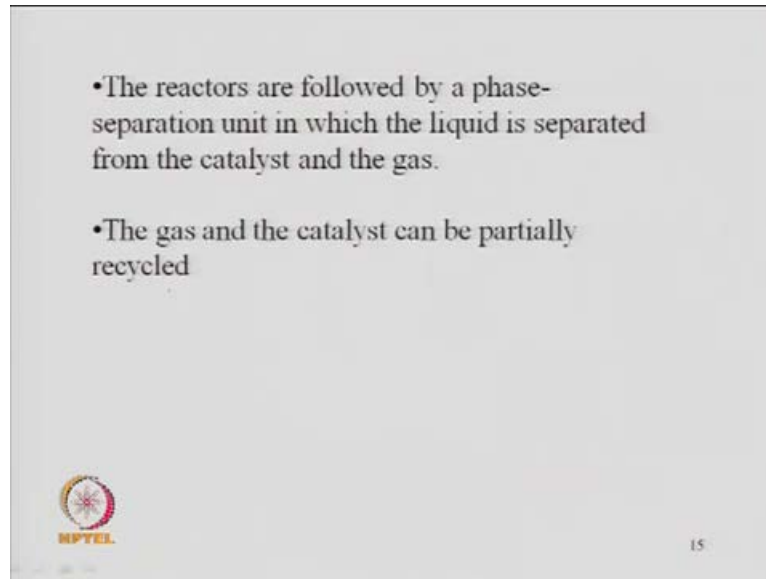 •The reactors are followed by a phase-
separation unit in which the liquid is separated
from the catalyst and the gas.
•The gas and the catalyst can be partially
recycled
NPTEL
15